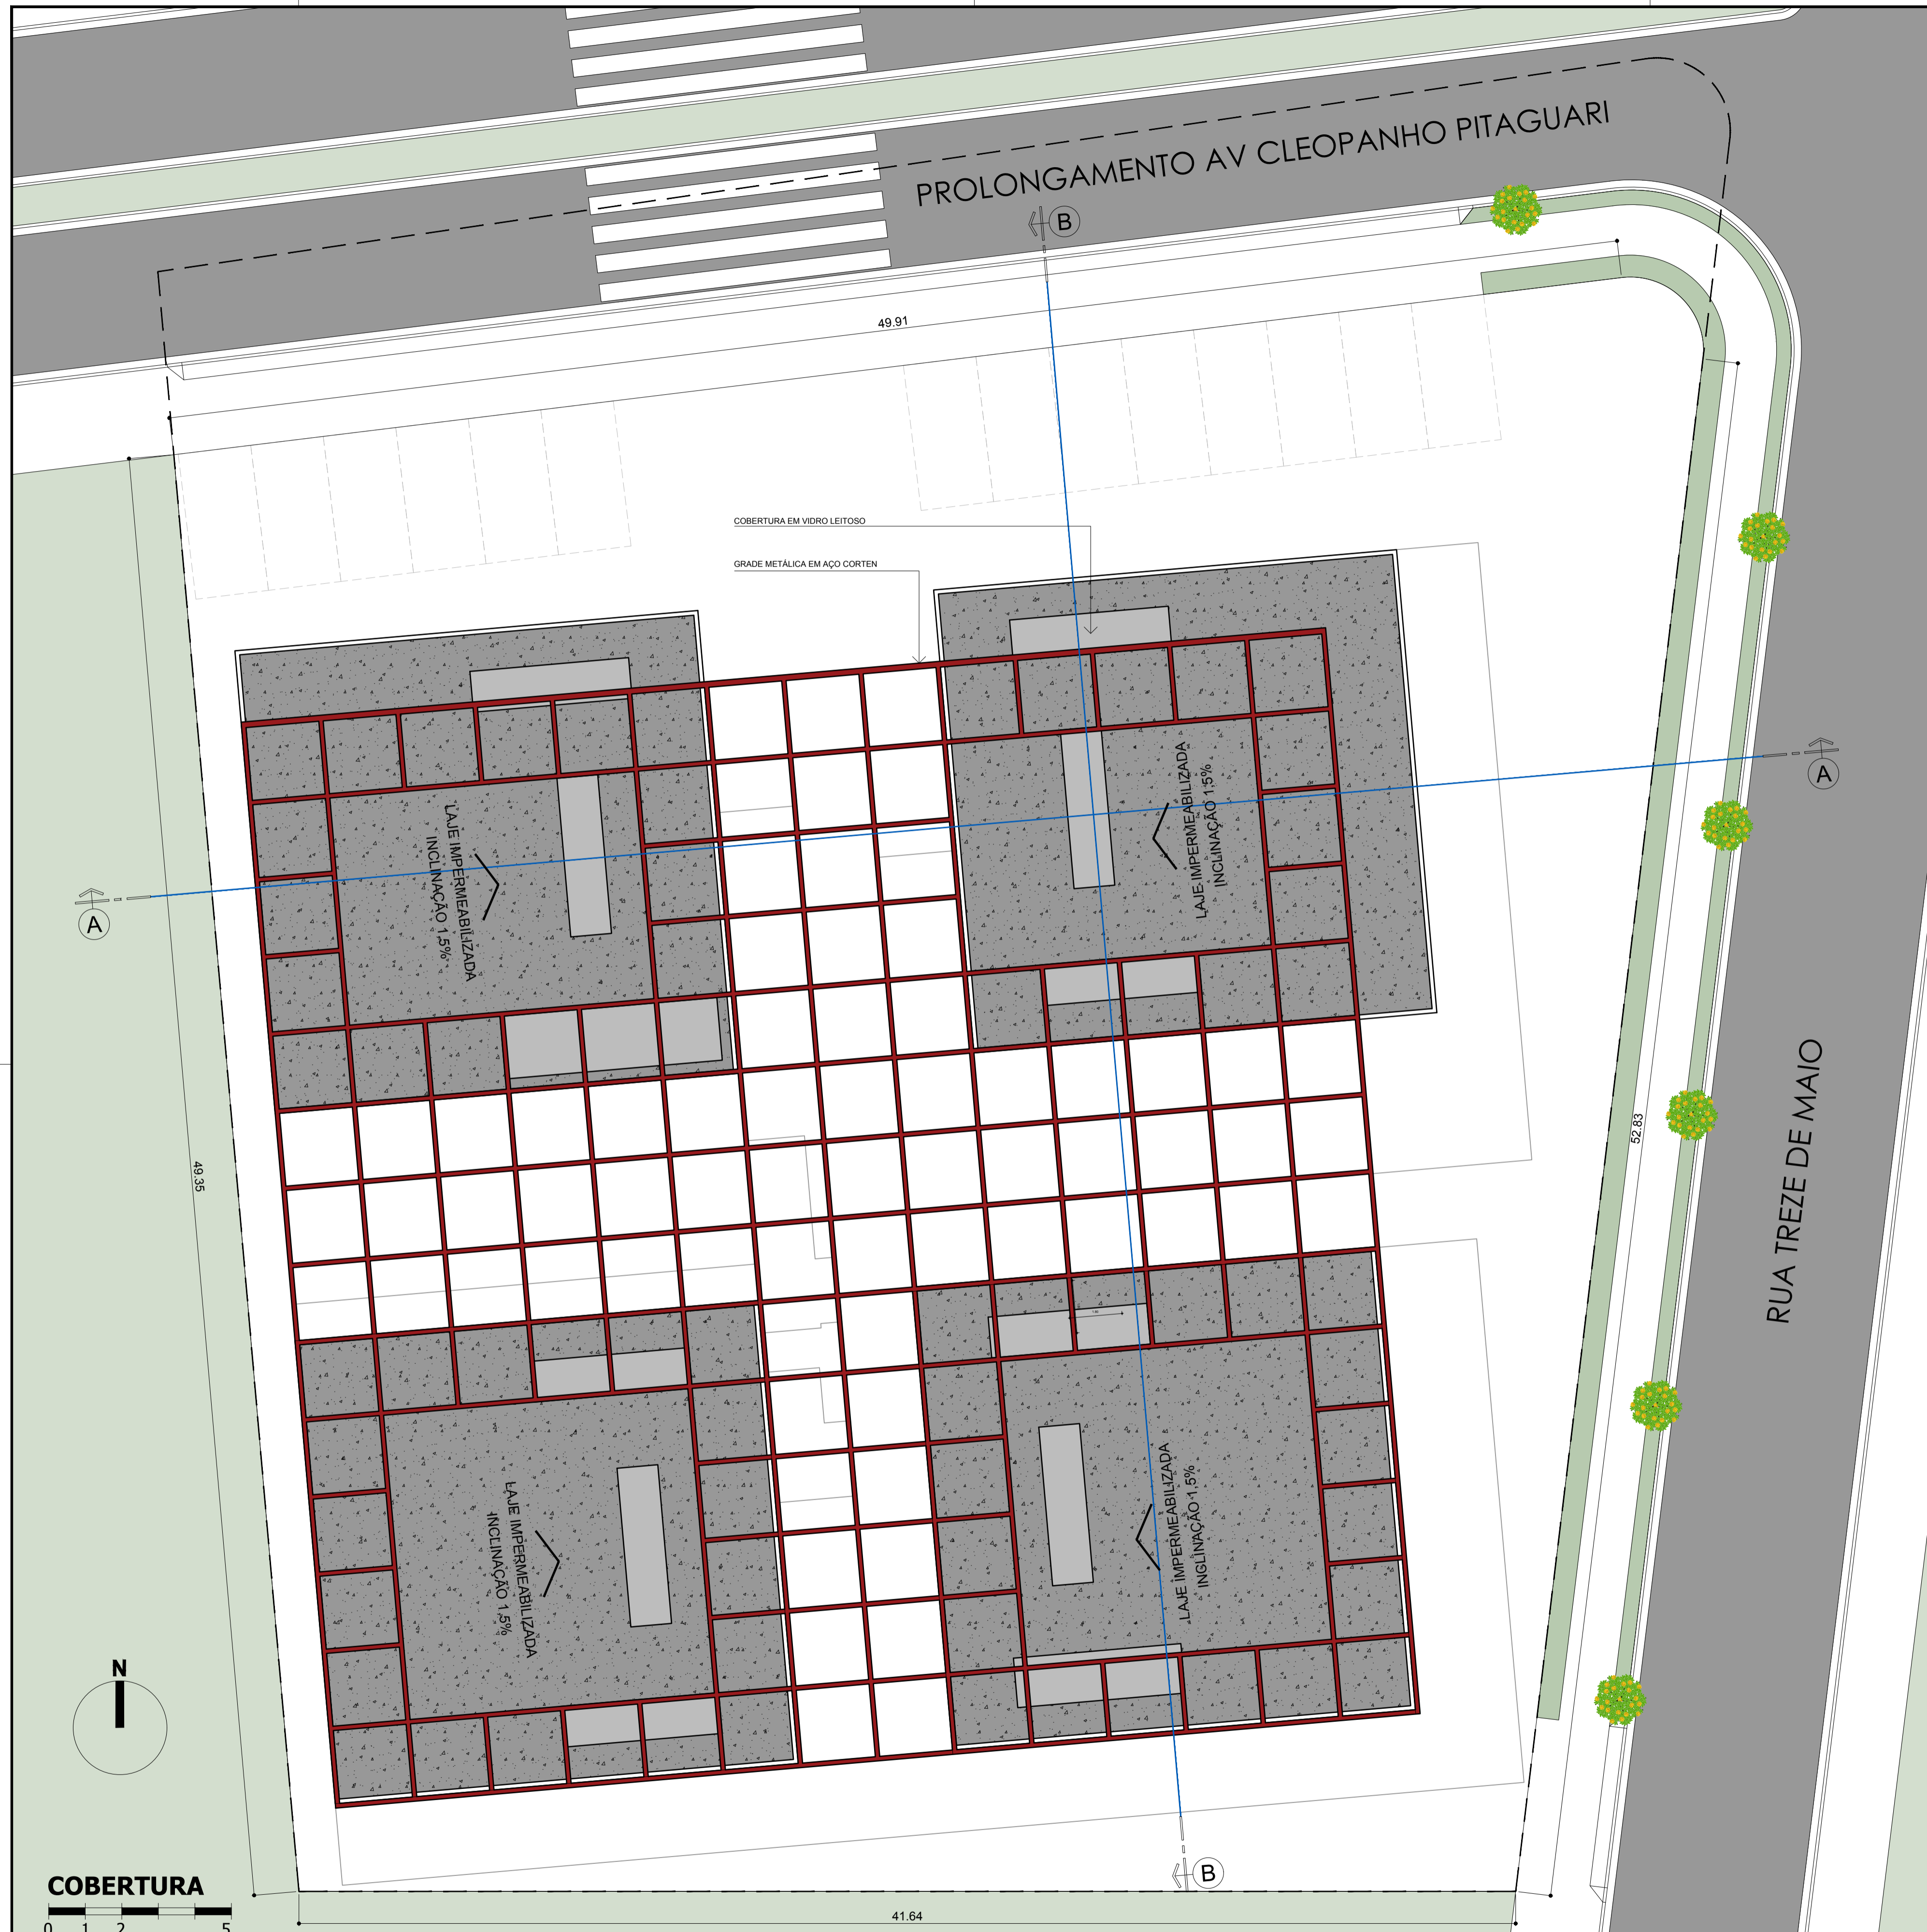 PROLONGAMENTO AV CLEOPANHO PITAGUARI
B
49.91
COBERTURA EM VIDRO LEITOSO
GRADE METÁLICA EM AÇO CORTEN
LAJE IMPERMEABILIZADA
INCLINAÇÃO 1,5%
LAJE IMPERMEABILIZADA
INCLINAÇÃO 1,5%
A
A
49.35
52.83
RUA TREZE DE MAIO
LAJE IMPERMEABILIZADA
INCLINAÇÃO 1,5%
LAJE IMPERMEABILIZADA
INCLINAÇÃO 1,5%
N
B
COBERTURA
0 1 2 5
41.64